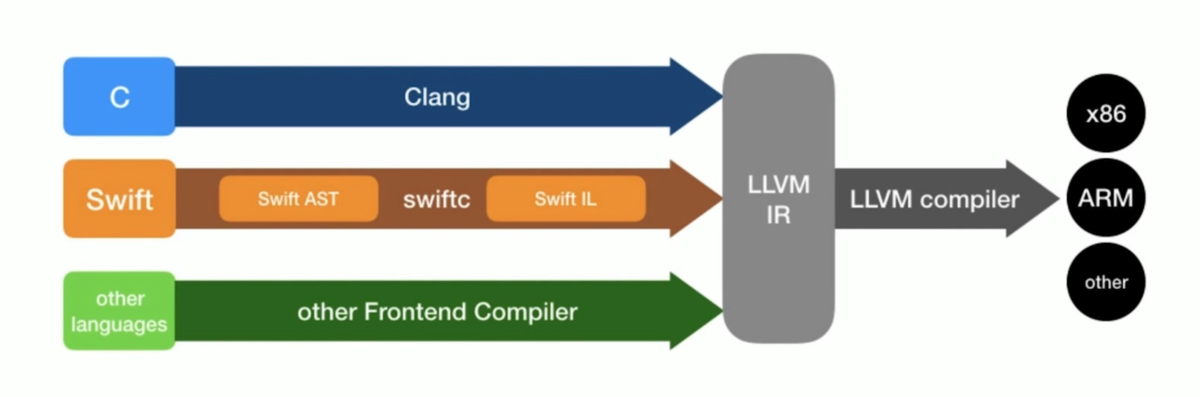 C
Clang
Swift
Swift AST
swiftc
Swift IL
other
languages
other Frontend Compiler
LLVM
IR
LLVM compiler
x86
ARM
other